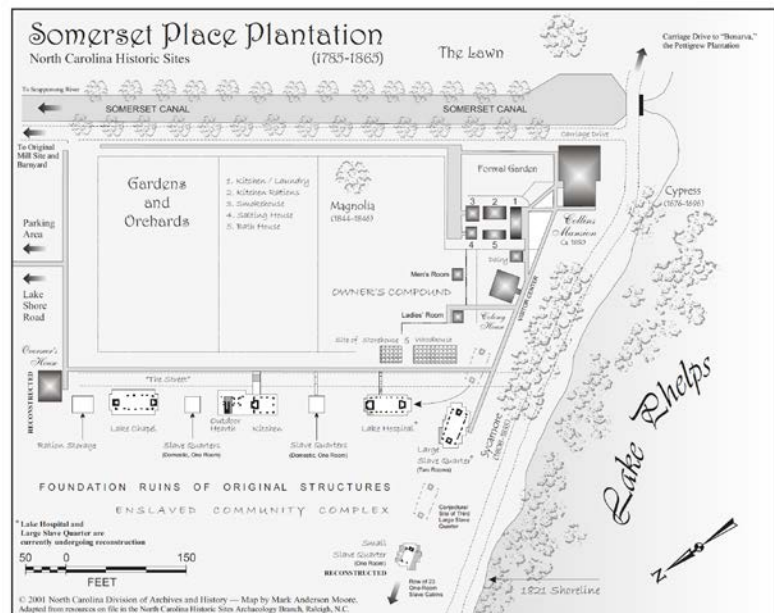 Somerset Place Plantation
North Carolina Historic Sites (1785-1865)
The Lawn
Carriage Drive to "Bonarva,"
the Pettigrew Plantation
To Scuppernong River
SOMERSET CANAL
SOMERSET CANAL
Carriage Drive
To Original
Mill Site and
Barnyard
Gardens
and
Orchards
1. Kitchen / Laundry
2. Kitchen Rations
3. Smokehouse
4. Salting House
5. Bath House
Magnolia
(1844-1846)
Formal Garden
3 2 1
4 5
Collins
Mansion
Dairy
Cypress
Parking
Area
Men's Room
OWNER'S COMPOUND
VISITOR CENTER
Lake
Shore
Road
Ladies' Room
Colony
House
Site of Storehouse & Woodhouse
Overseer's
House
RECONSTRUCTED
"The Street"
Ration Storage
Lake Chapel
Slave Quarters
(Domestic, One Room)
Outdoor
Hearth
Kitchen
Slave Quarters
(Domestic, One Room)
Lake Hospital*
Large
Slave Quarter*
(Two Rooms)
Sycamore
Lake Phelps
FOUNDATION RUINS OF ORIGINAL STRUCTURES
ENSLAVED COMMUNITY COMPLEX
Conjectural
Site of Third
Large Slave
Quarter
* Lake Hospital and
Large Slave Quarter are
currently undergoing reconstruction
50 0 150
FEET
Small
Slave Quarter
(One Room)
RECONSTRUCTED
Row of 23
One-Room
Slave Cabins
1821 Shoreline
N
© 2001 North Carolina Division of Archives and History — Map by Mark Anderson Moore.
Adapted from resources on file in the North Carolina Historic Sites Archaeology Branch, Raleigh, N.C.